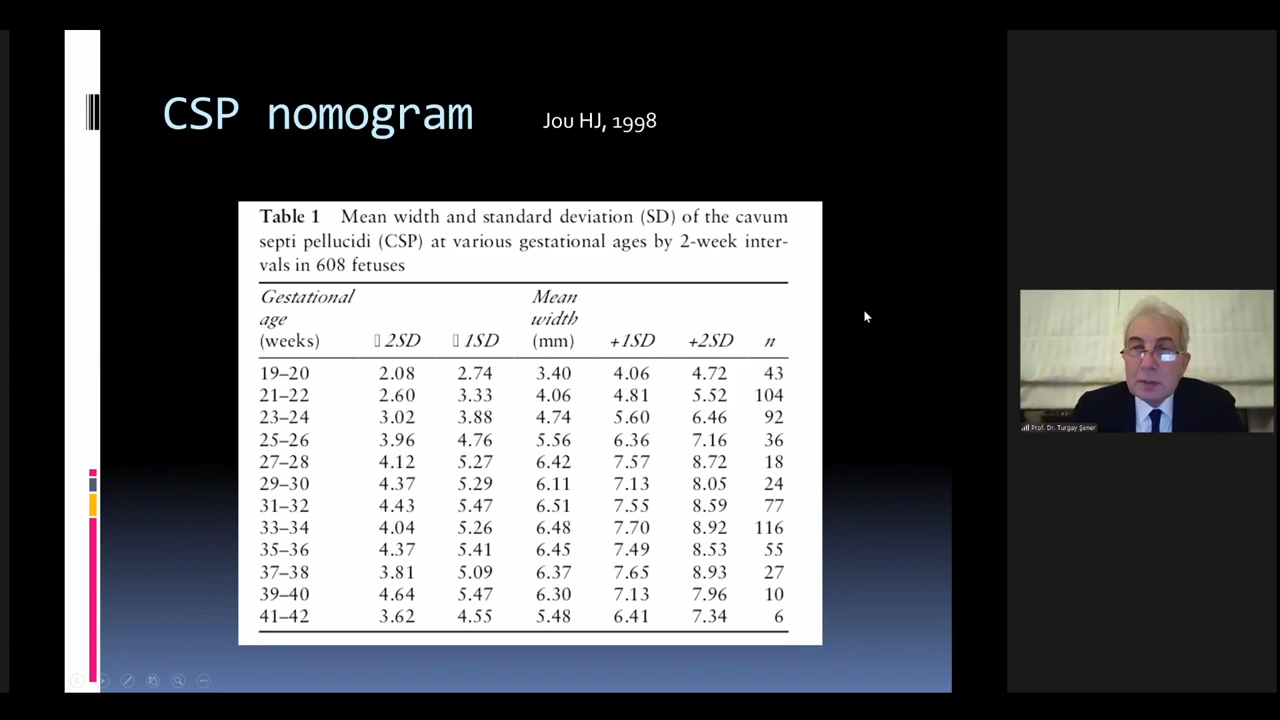 CSP nomogram
Jou HJ, 1998
Table 1 Mean width and standard deviation (SD) of the cavum
septi pellucidi (CSP) at various gestational ages by 2-week inter-
vals in 608 fetuses
Gestational Mean
age width
(weeks) 2SD 1SD (mm) +1SD +2SD n
19–20 2.08 2.74 3.40 4.06 4.72 43
21–22 2.60 3.33 4.06 4.81 5.52 104
23–24 3.02 3.88 4.74 5.60 6.46 92
25–26 3.96 4.76 5.56 6.36 7.16 36
27–28 4.12 5.27 6.42 7.57 8.72 18
29–30 4.37 5.29 6.11 7.13 8.05 24
31–32 4.43 5.47 6.51 7.55 8.59 77
33–34 4.04 5.26 6.48 7.70 8.92 116
35–36 4.37 5.41 6.45 7.49 8.53 55
37–38 3.81 5.09 6.37 7.65 8.93 27
39–40 4.64 5.47 6.30 7.13 7.96 10
41–42 3.62 4.55 5.48 6.41 7.34 6
Prof. Dr. Turgay Şener